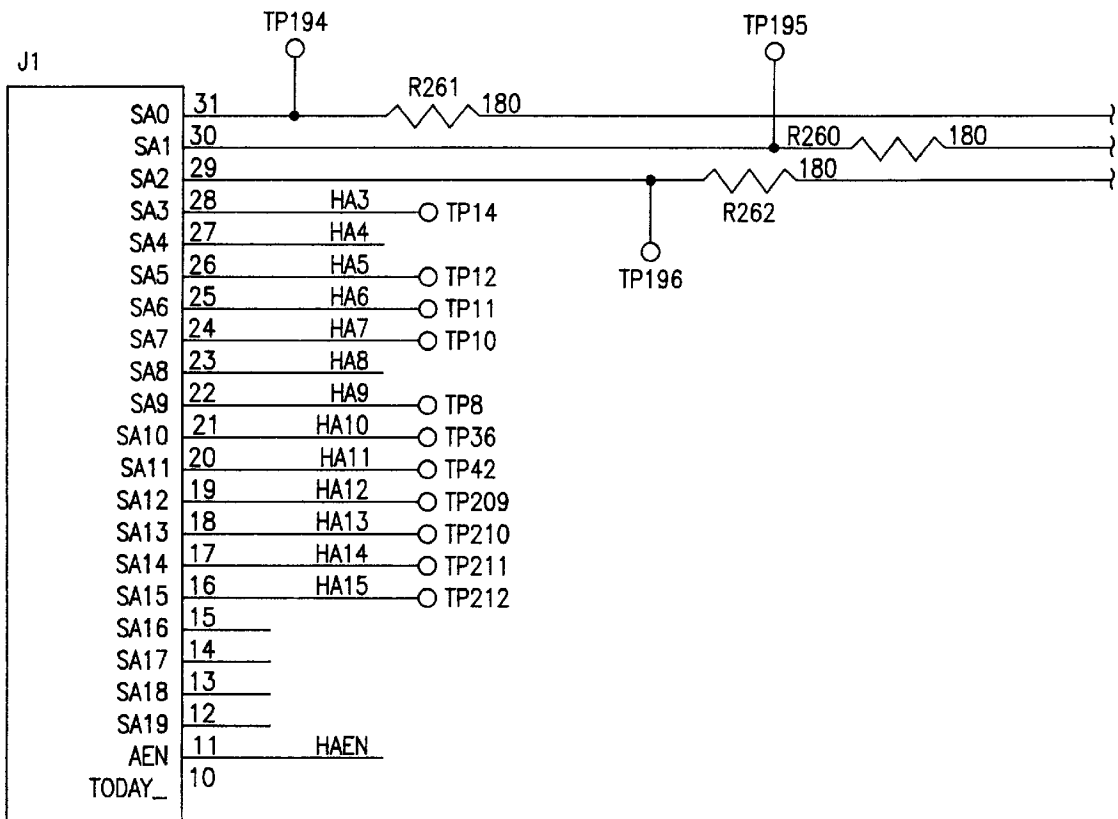 TP194
TP195
J1
R261
SA0 31 180
SA1 30 R260 180
SA2 29 180
SA3 28 HA3 TP14 R262
SA4 27 HA4
SA5 26 HA5 TP12 TP196
SA6 25 HA6 TP11
SA7 24 HA7 TP10
SA8 23 HA8
SA9 22 HA9 TP8
SA10 21 HA10 TP36
SA11 20 HA11 TP42
SA12 19 HA12 TP209
SA13 18 HA13 TP210
SA14 17 HA14 TP211
SA15 16 HA15 TP212
SA16 15
SA17 14
SA18 13
SA19 12
AEN 11 HAEN
TODAY_ 10